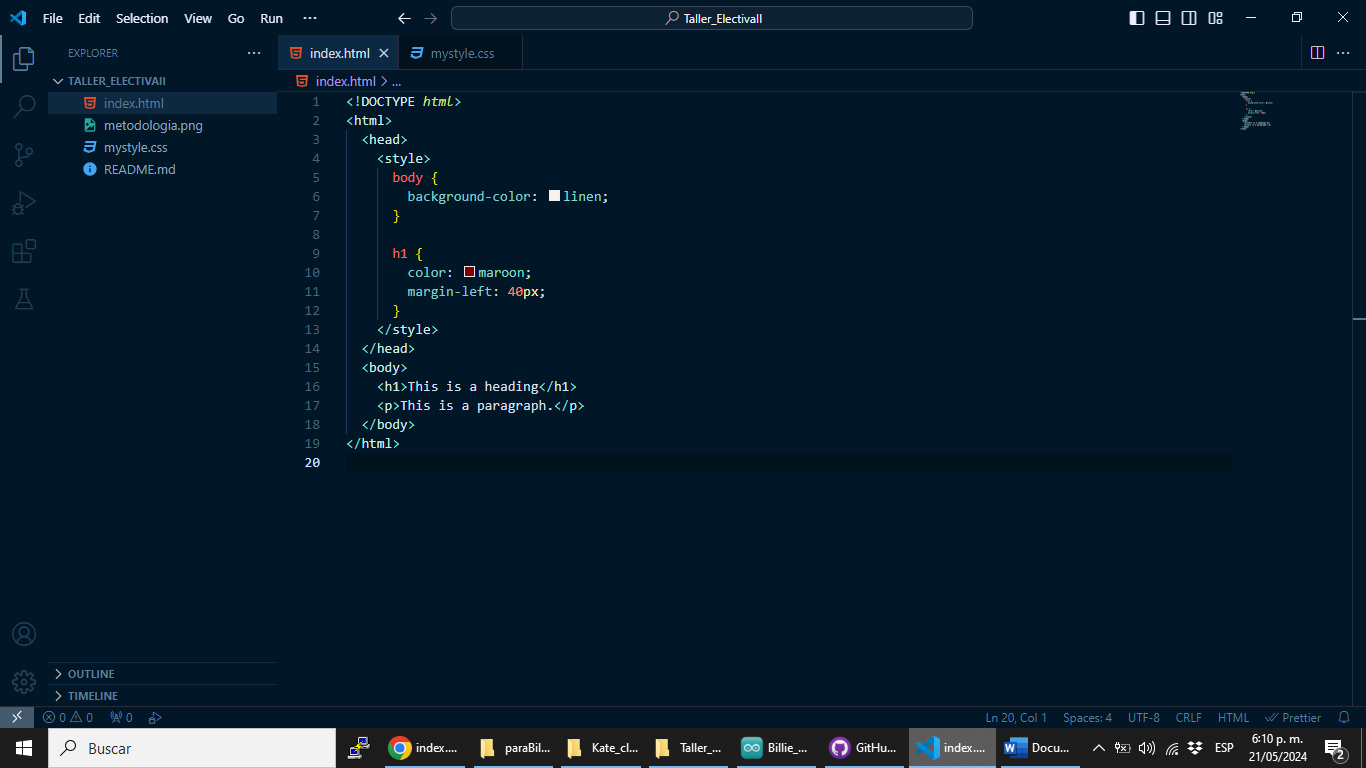 File Edit Selection View Go Run ···
Taller_ElectivaII
EXPLORER
index.html
mystyle.css
TALLER_ELECTIVAII
index.html
metodologia.png
mystyle.css
README.md
index.html > ...
1 <!DOCTYPE html>
2 <html>
3 <head>
4 <style>
5 body {
6 background-color: linen;
7 }
8
9 h1 {
10 color: maroon;
11 margin-left: 40px;
12 }
13 </style>
14 </head>
15 <body>
16 <h1>This is a heading</h1>
17 <p>This is a paragraph.</p>
18 </body>
19 </html>
20
OUTLINE
TIMELINE
0 0 0
Ln 20, Col 1 Spaces: 4 UTF-8 CRLF HTML Prettier
Buscar
index....
paraBil...
Kate_cl...
Taller_...
Billie_...
GitHu...
index....
Docu...
ESP
6:10 p. m.
21/05/2024
2